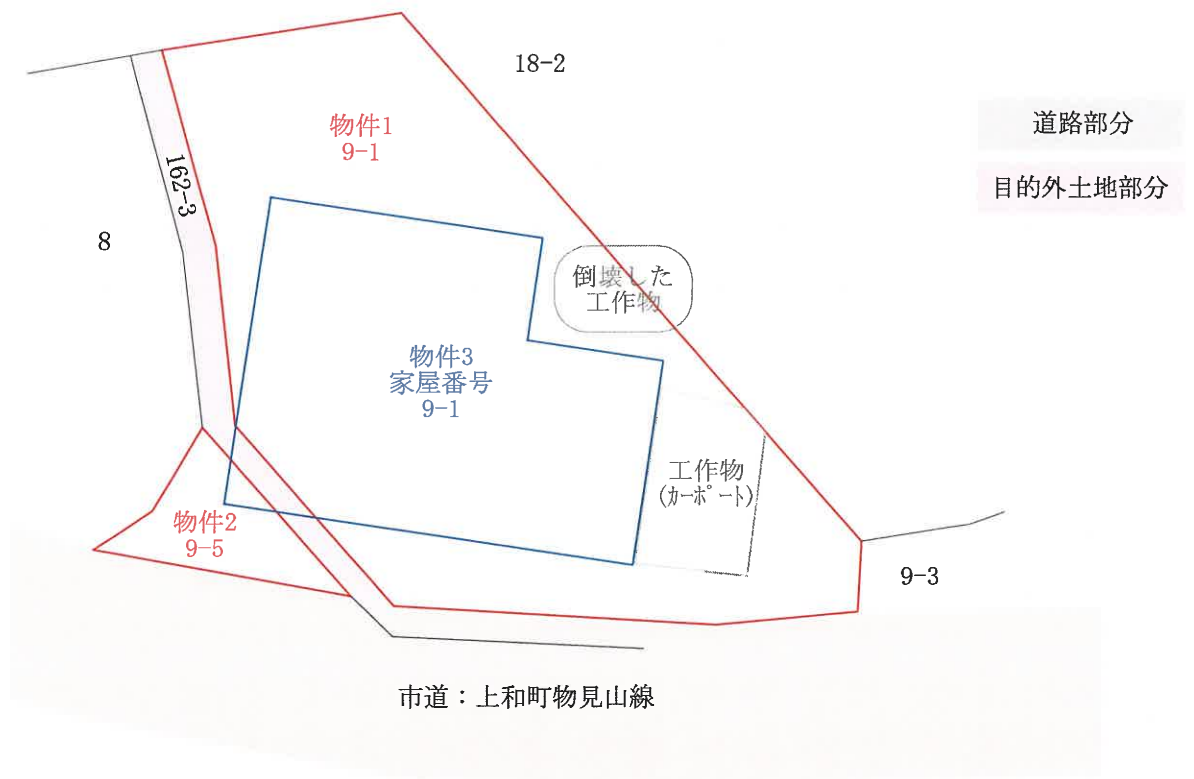 18-2
道路部分
物件1
9-1
目的外土地部分
162-3
8
倒壊した
工作物
物件3
家屋番号
9-1
工作物
(ｶｰﾎﾟｰﾄ)
物件2
9-5
9-3
市道：上和町物見山線